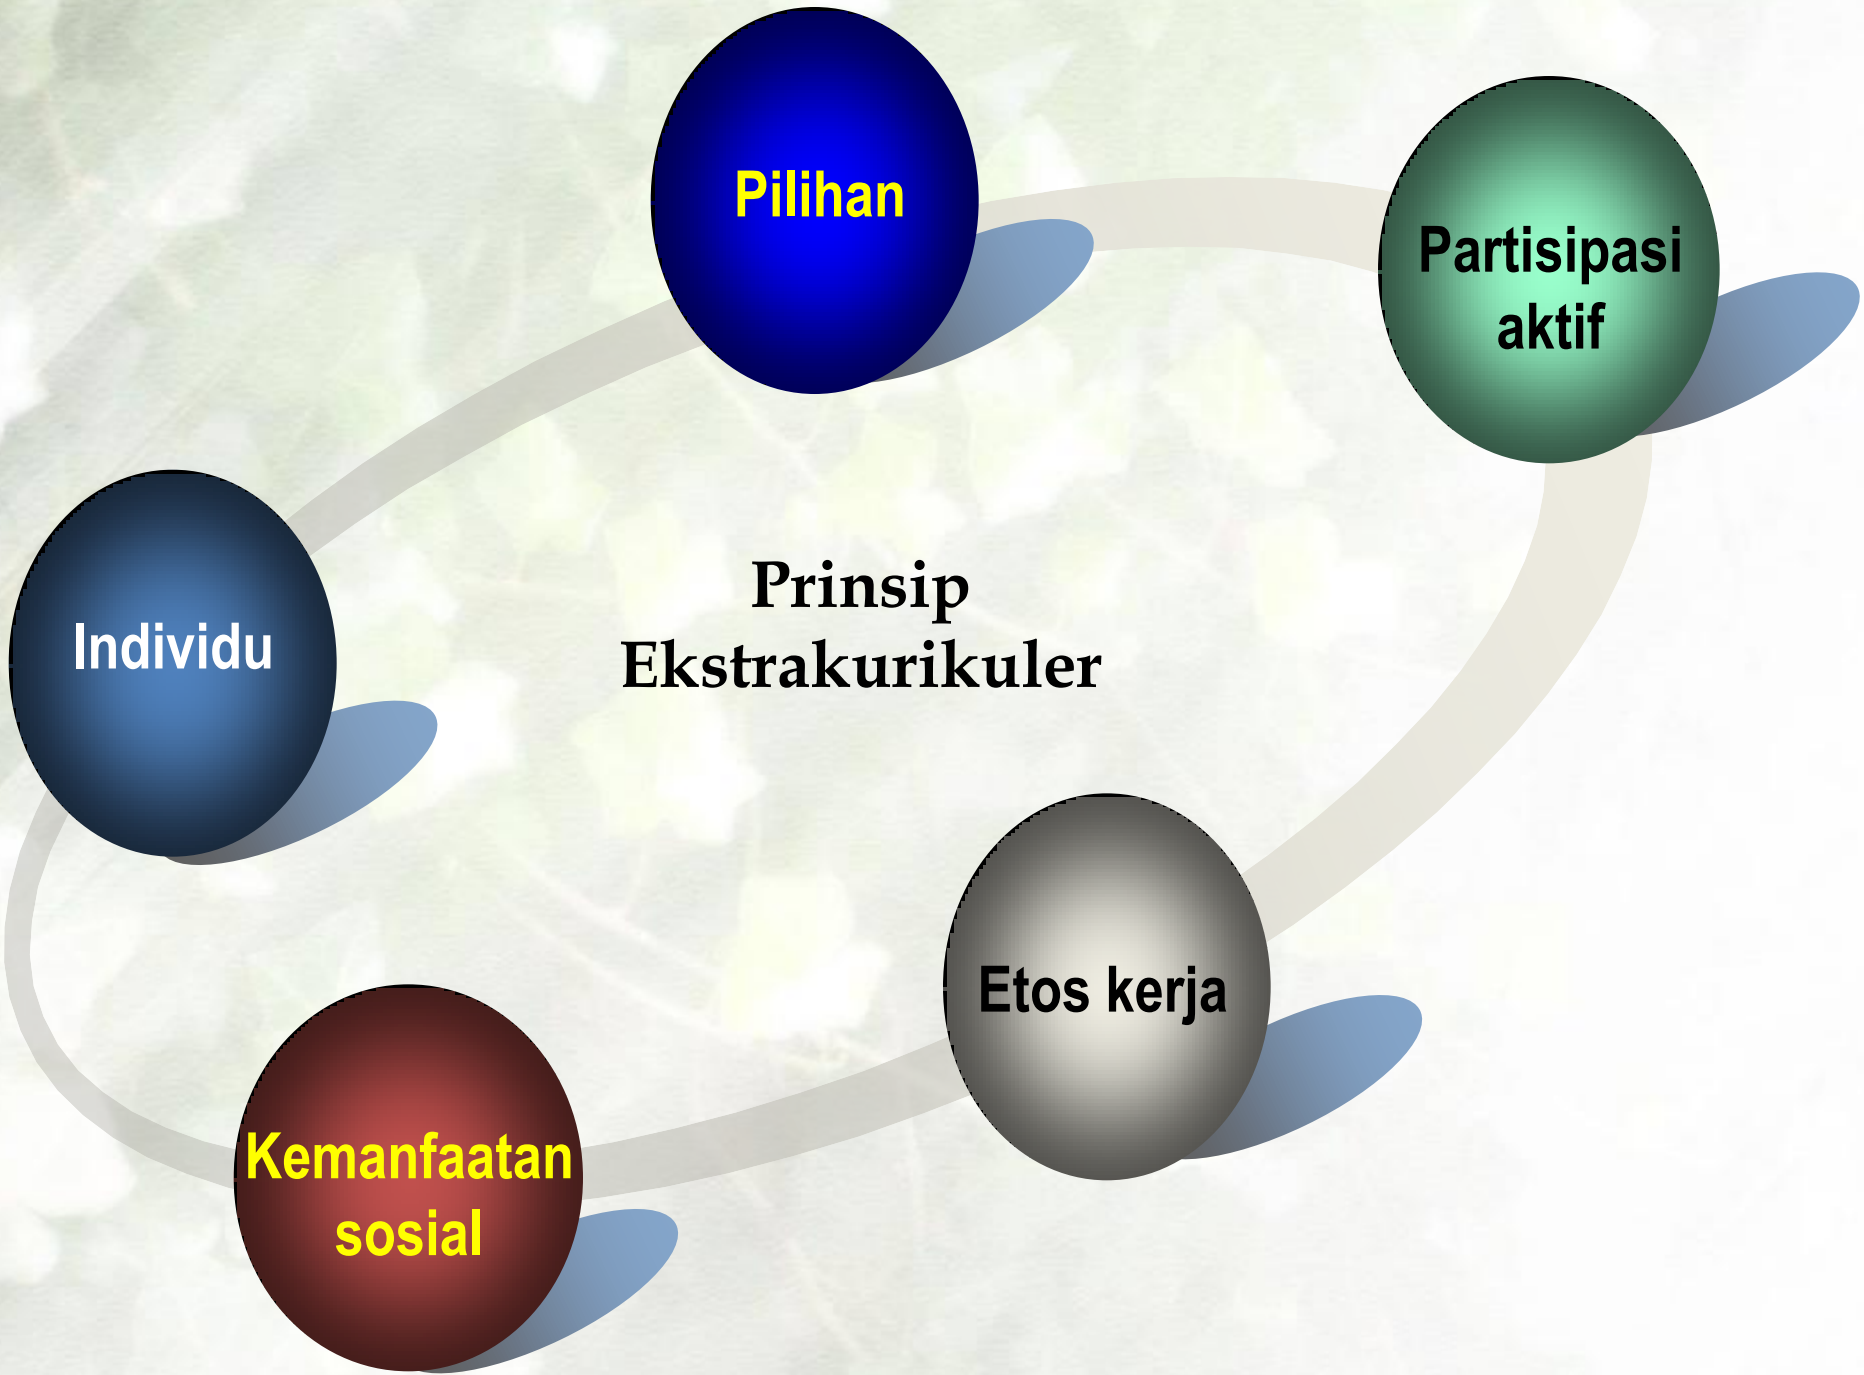 Pilihan
Partisipasi
aktif
Prinsip
Ekstrakurikuler
Individu
Etos kerja
Kemanfaatan
sosial